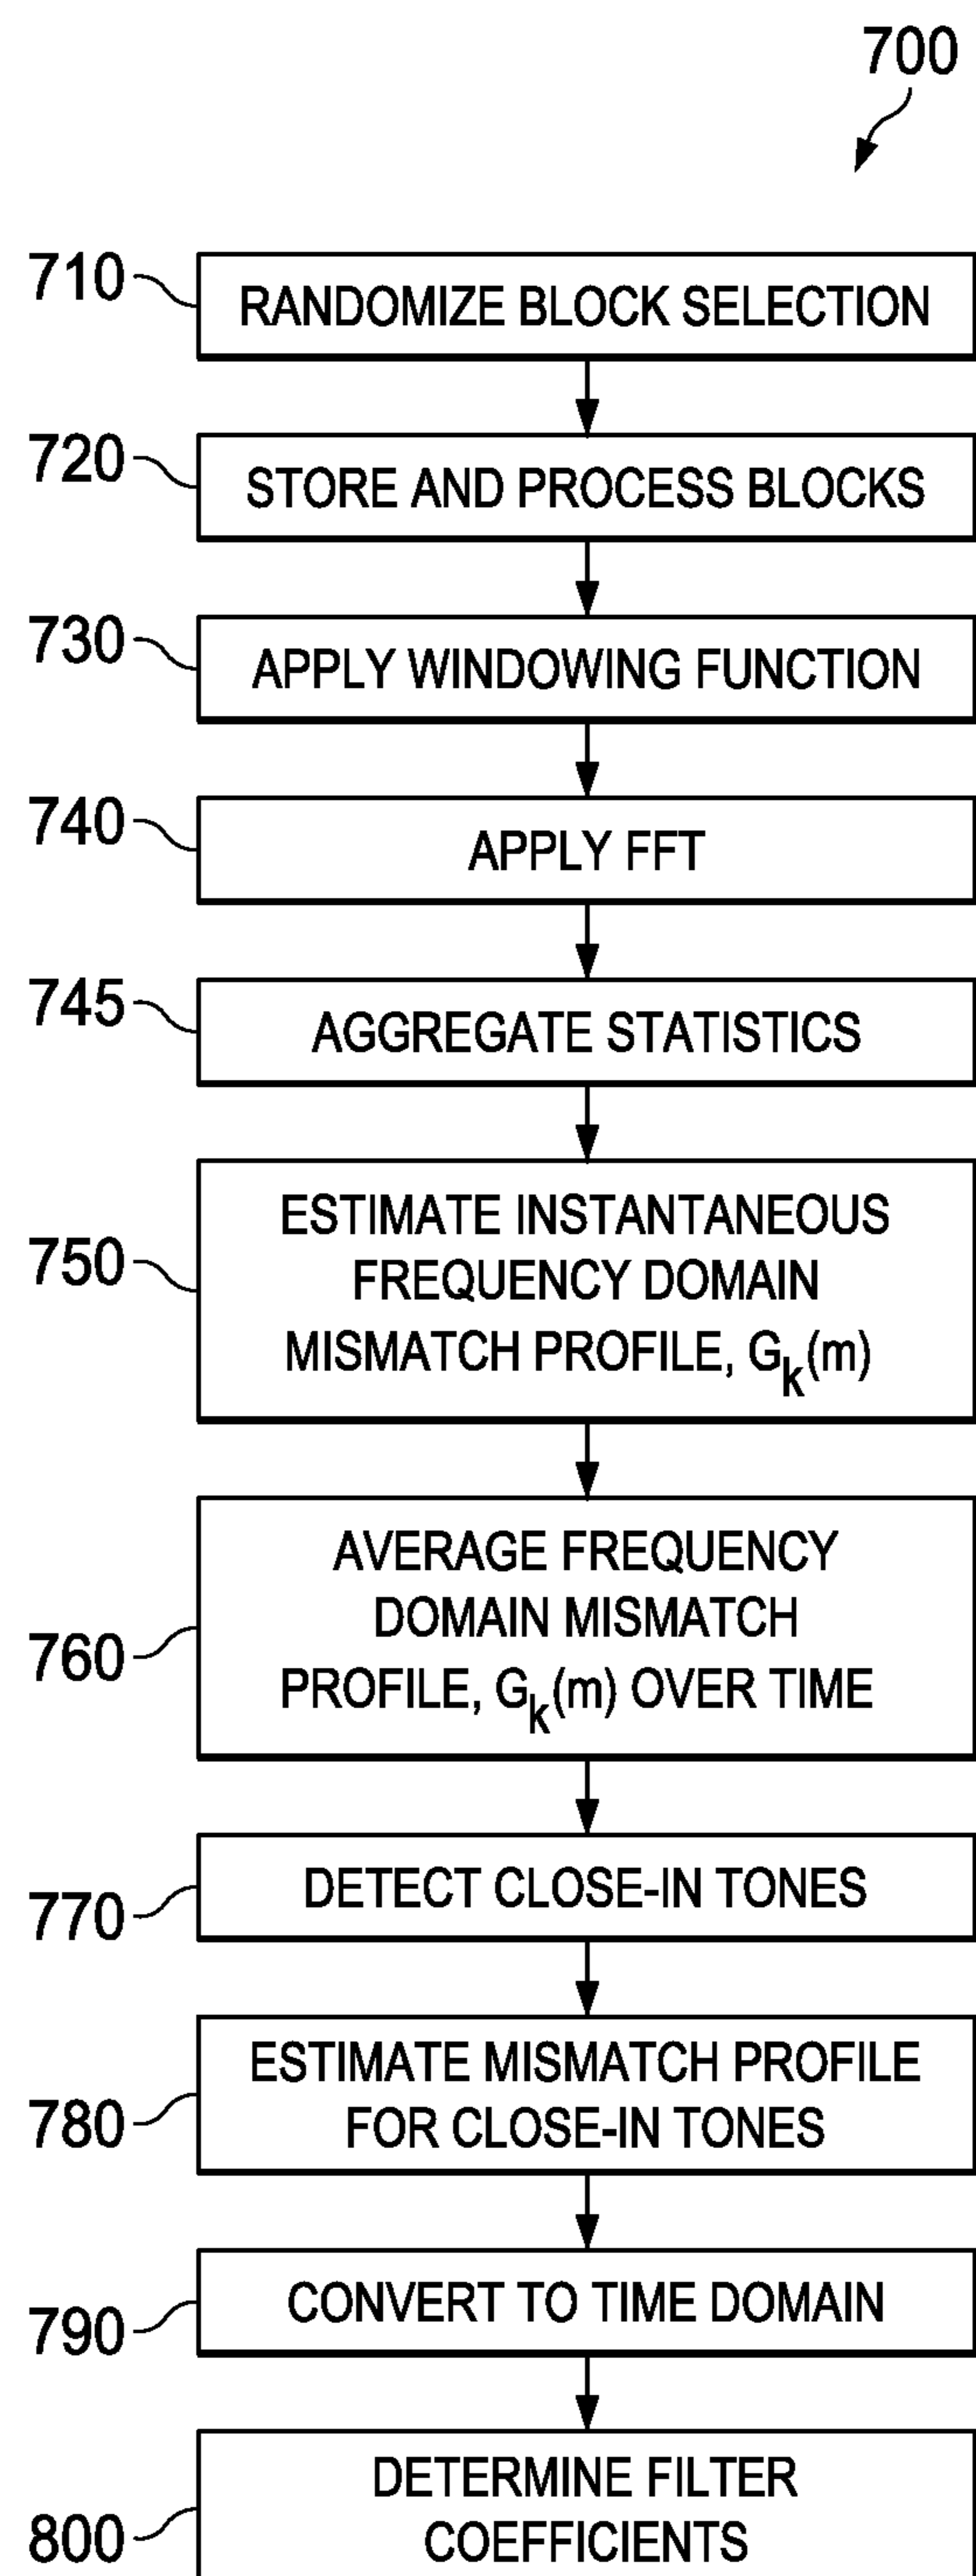 700
710
RANDOMIZE BLOCK SELECTION
720
STORE AND PROCESS BLOCKS
730
APPLY WINDOWING FUNCTION
740
APPLY FFT
745
AGGREGATE STATISTICS
750
ESTIMATE INSTANTANEOUS
FREQUENCY DOMAIN
MISMATCH PROFILE, Gk(m)
760
AVERAGE FREQUENCY
DOMAIN MISMATCH
PROFILE, Gk(m) OVER TIME
770
DETECT CLOSE-IN TONES
780
ESTIMATE MISMATCH PROFILE
FOR CLOSE-IN TONES
790
CONVERT TO TIME DOMAIN
800
DETERMINE FILTER
COEFFICIENTS